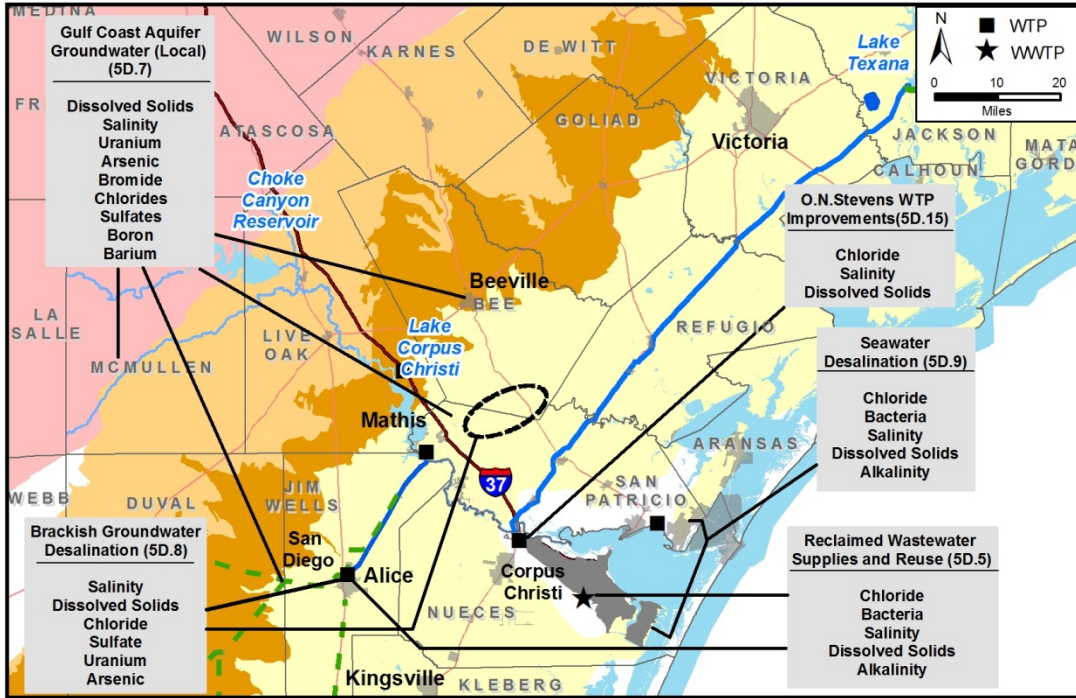 MEDINA
Gulf Coast Aquifer
Groundwater (Local)
(5D.7)
Dissolved Solids
Salinity
Uranium
Arsenic
Bromide
Chlorides
Sulfates
Boron
Barium
WILSON
KARNES
DE WITT
VICTORIA
Lake
Texana
N
WTP
WWTP
0 10 20
Miles
FR
ATASCOSA
GOLIAD
Victoria
JACKSON
MATA
GORD
CALHOUN
Choke
Canyon
Reservoir
O.N.Stevens WTP
Improvements(5D.15)
Chloride
Salinity
Dissolved Solids
Beeville
BEE
LA
SALLE
LIVE
OAK
MCMULLEN
REFUGIO
Lake
Corpus
Christi
Seawater
Desalination (5D.9)
Chloride
Bacteria
Salinity
Dissolved Solids
Alkalinity
Mathis
ARANSAS
37
SAN
PATRICIO
WEBB
DUVAL
JIM
WELLS
Brackish Groundwater
Desalination (5D.8)
Salinity
Dissolved Solids
Chloride
Sulfate
Uranium
Arsenic
San
Diego
Alice
Corpus
Christi
Reclaimed Wastewater
Supplies and Reuse (5D.5)
Chloride
Bacteria
Salinity
Dissolved Solids
Alkalinity
NUECES
Kingsville
KLEBERG